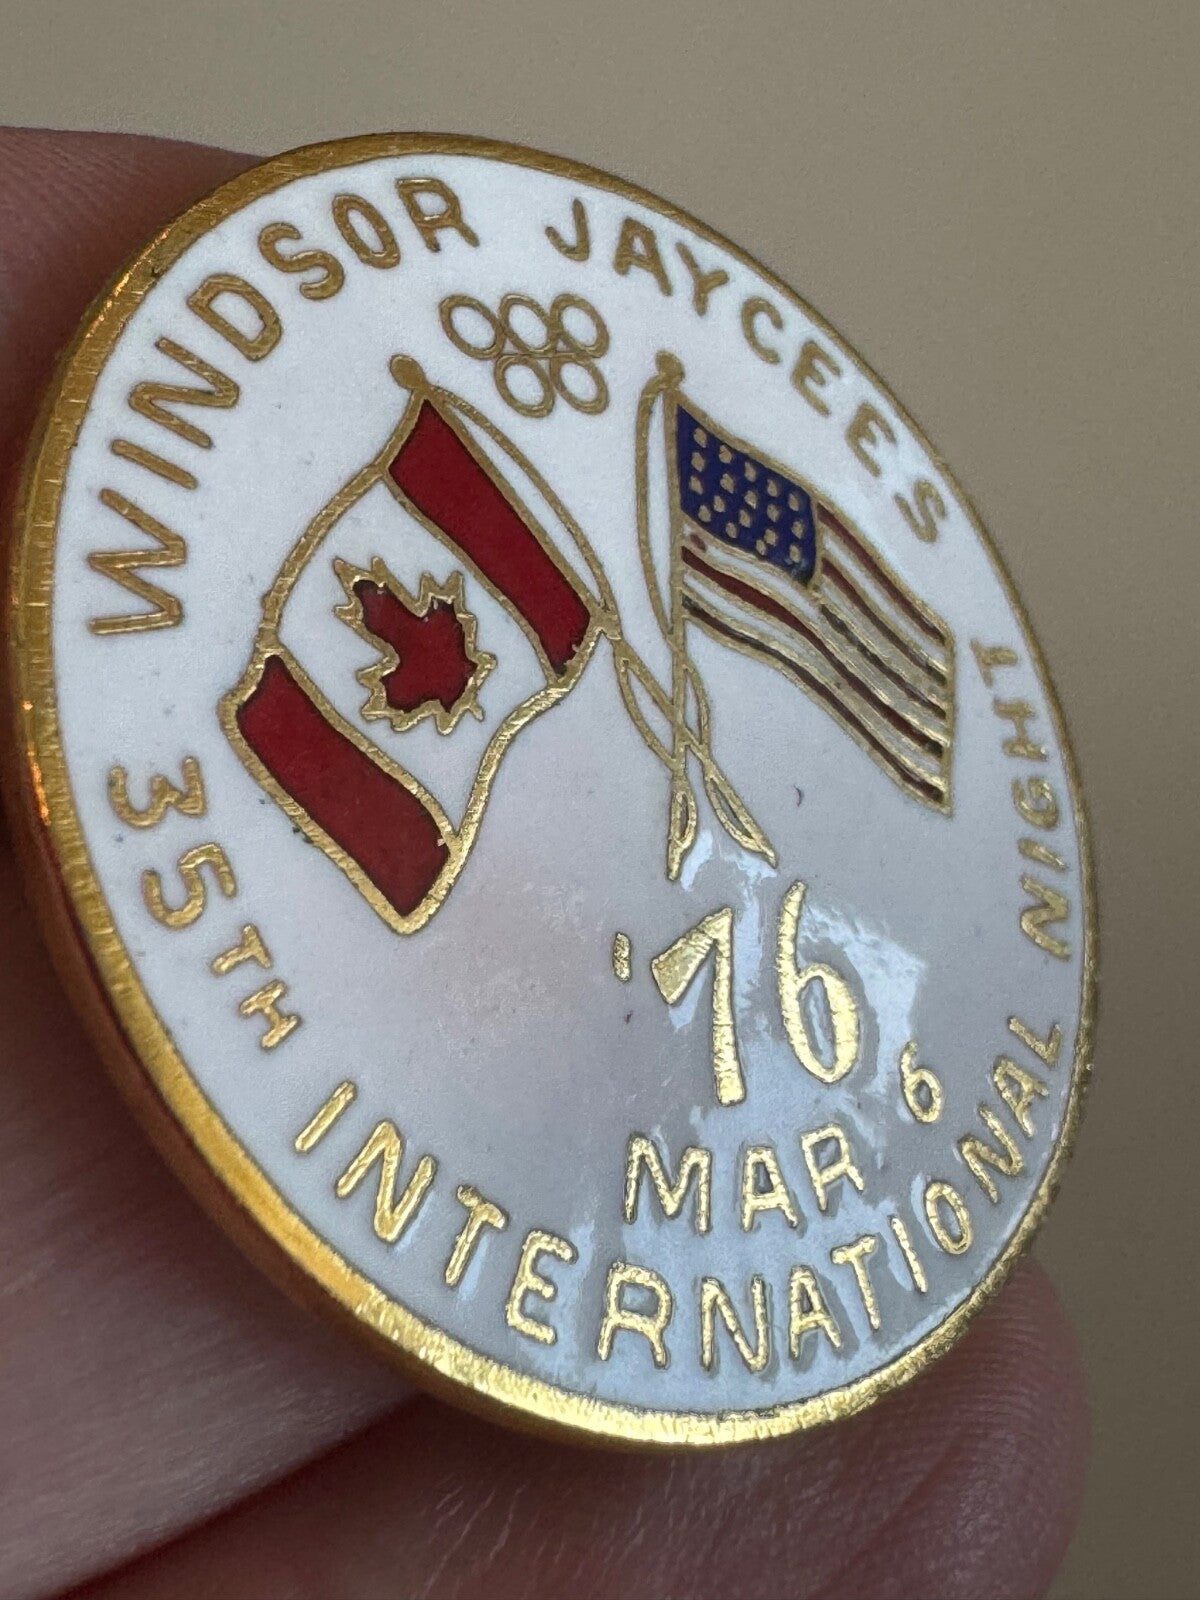 WINDSOR JAYCEES
'76
MAR 6
35TH INTERNATIONAL NIGHT